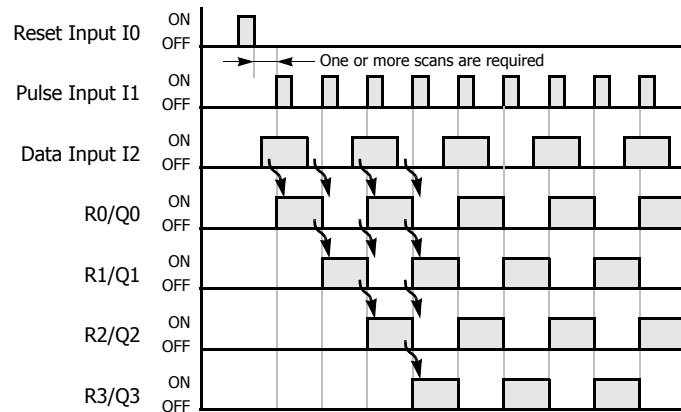 Reset Input I0
ON
OFF
One or more scans are required
Pulse Input I1
ON
OFF
Data Input I2
ON
OFF
R0/Q0
ON
OFF
R1/Q1
ON
OFF
R2/Q2
ON
OFF
R3/Q3
ON
OFF